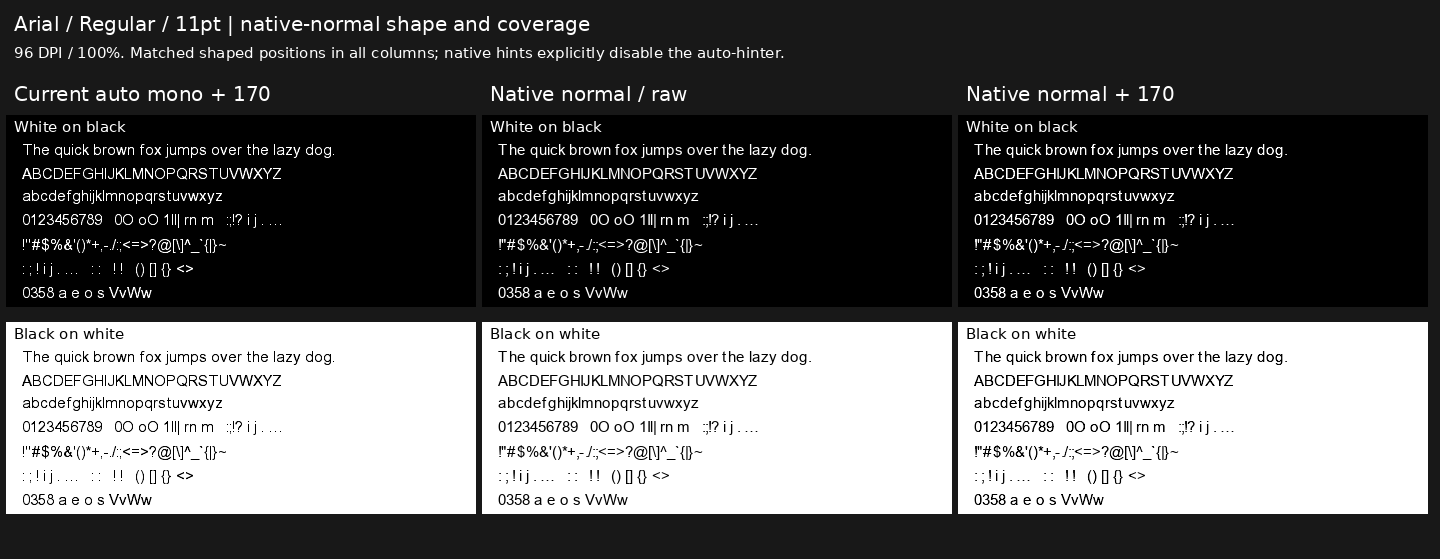 Arial / Regular / 11pt | native-normal shape and coverage
96 DPI / 100%. Matched shaped positions in all columns; native hints explicitly disable the auto-hinter.
Current auto mono + 170
White on black
The quick brown fox jumps over the lazy dog.
ABCDEFGHIJKLMNOPQRSTUVWXYZ
abcdefghijklmnopqrstuvwxyz
0123456789 0O oO 1Il| rn m :;!? i j . …
!"#$%&'()*+,-./:;<=>?@[\]^_`{|}~
: ; ! i j . … : : ! ! () [] {} <>
0358 a e o s VvWw
Black on white
The quick brown fox jumps over the lazy dog.
ABCDEFGHIJKLMNOPQRSTUVWXYZ
abcdefghijklmnopqrstuvwxyz
0123456789 0O oO 1Il| rn m :;!? i j . …
!"#$%&'()*+,-./:;<=>?@[\]^_`{|}~
: ; ! i j . … : : ! ! () [] {} <>
0358 a e o s VvWw
Native normal / raw
White on black
The quick brown fox jumps over the lazy dog.
ABCDEFGHIJKLMNOPQRSTUVWXYZ
abcdefghijklmnopqrstuvwxyz
0123456789 0O oO 1Il| rn m :;!? i j . …
!"#$%&'()*+,-./:;<=>?@[\]^_`{|}~
: ; ! i j . … : : ! ! () [] {} <>
0358 a e o s VvWw
Black on white
The quick brown fox jumps over the lazy dog.
ABCDEFGHIJKLMNOPQRSTUVWXYZ
abcdefghijklmnopqrstuvwxyz
0123456789 0O oO 1Il| rn m :;!? i j . …
!"#$%&'()*+,-./:;<=>?@[\]^_`{|}~
: ; ! i j . … : : ! ! () [] {} <>
0358 a e o s VvWw
Native normal + 170
White on black
The quick brown fox jumps over the lazy dog.
ABCDEFGHIJKLMNOPQRSTUVWXYZ
abcdefghijklmnopqrstuvwxyz
0123456789 0O oO 1Il| rn m :;!? i j . …
!"#$%&'()*+,-./:;<=>?@[\]^_`{|}~
: ; ! i j . … : : ! ! () [] {} <>
0358 a e o s VvWw
Black on white
The quick brown fox jumps over the lazy dog.
ABCDEFGHIJKLMNOPQRSTUVWXYZ
abcdefghijklmnopqrstuvwxyz
0123456789 0O oO 1Il| rn m :;!? i j . …
!"#$%&'()*+,-./:;<=>?@[\]^_`{|}~
: ; ! i j . … : : ! ! () [] {} <>
0358 a e o s VvWw